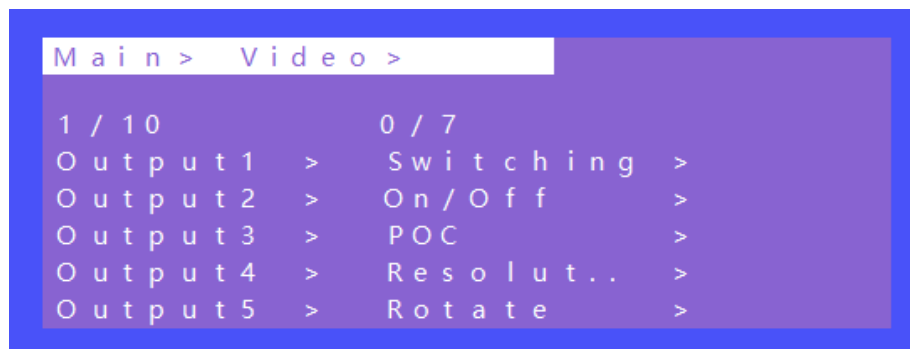 Main> Video>
1/10 0/7
Output1 > Switching >
Output2 > On/Off >
Output3 > POC >
Output4 > Resolut.. >
Output5 > Rotate >